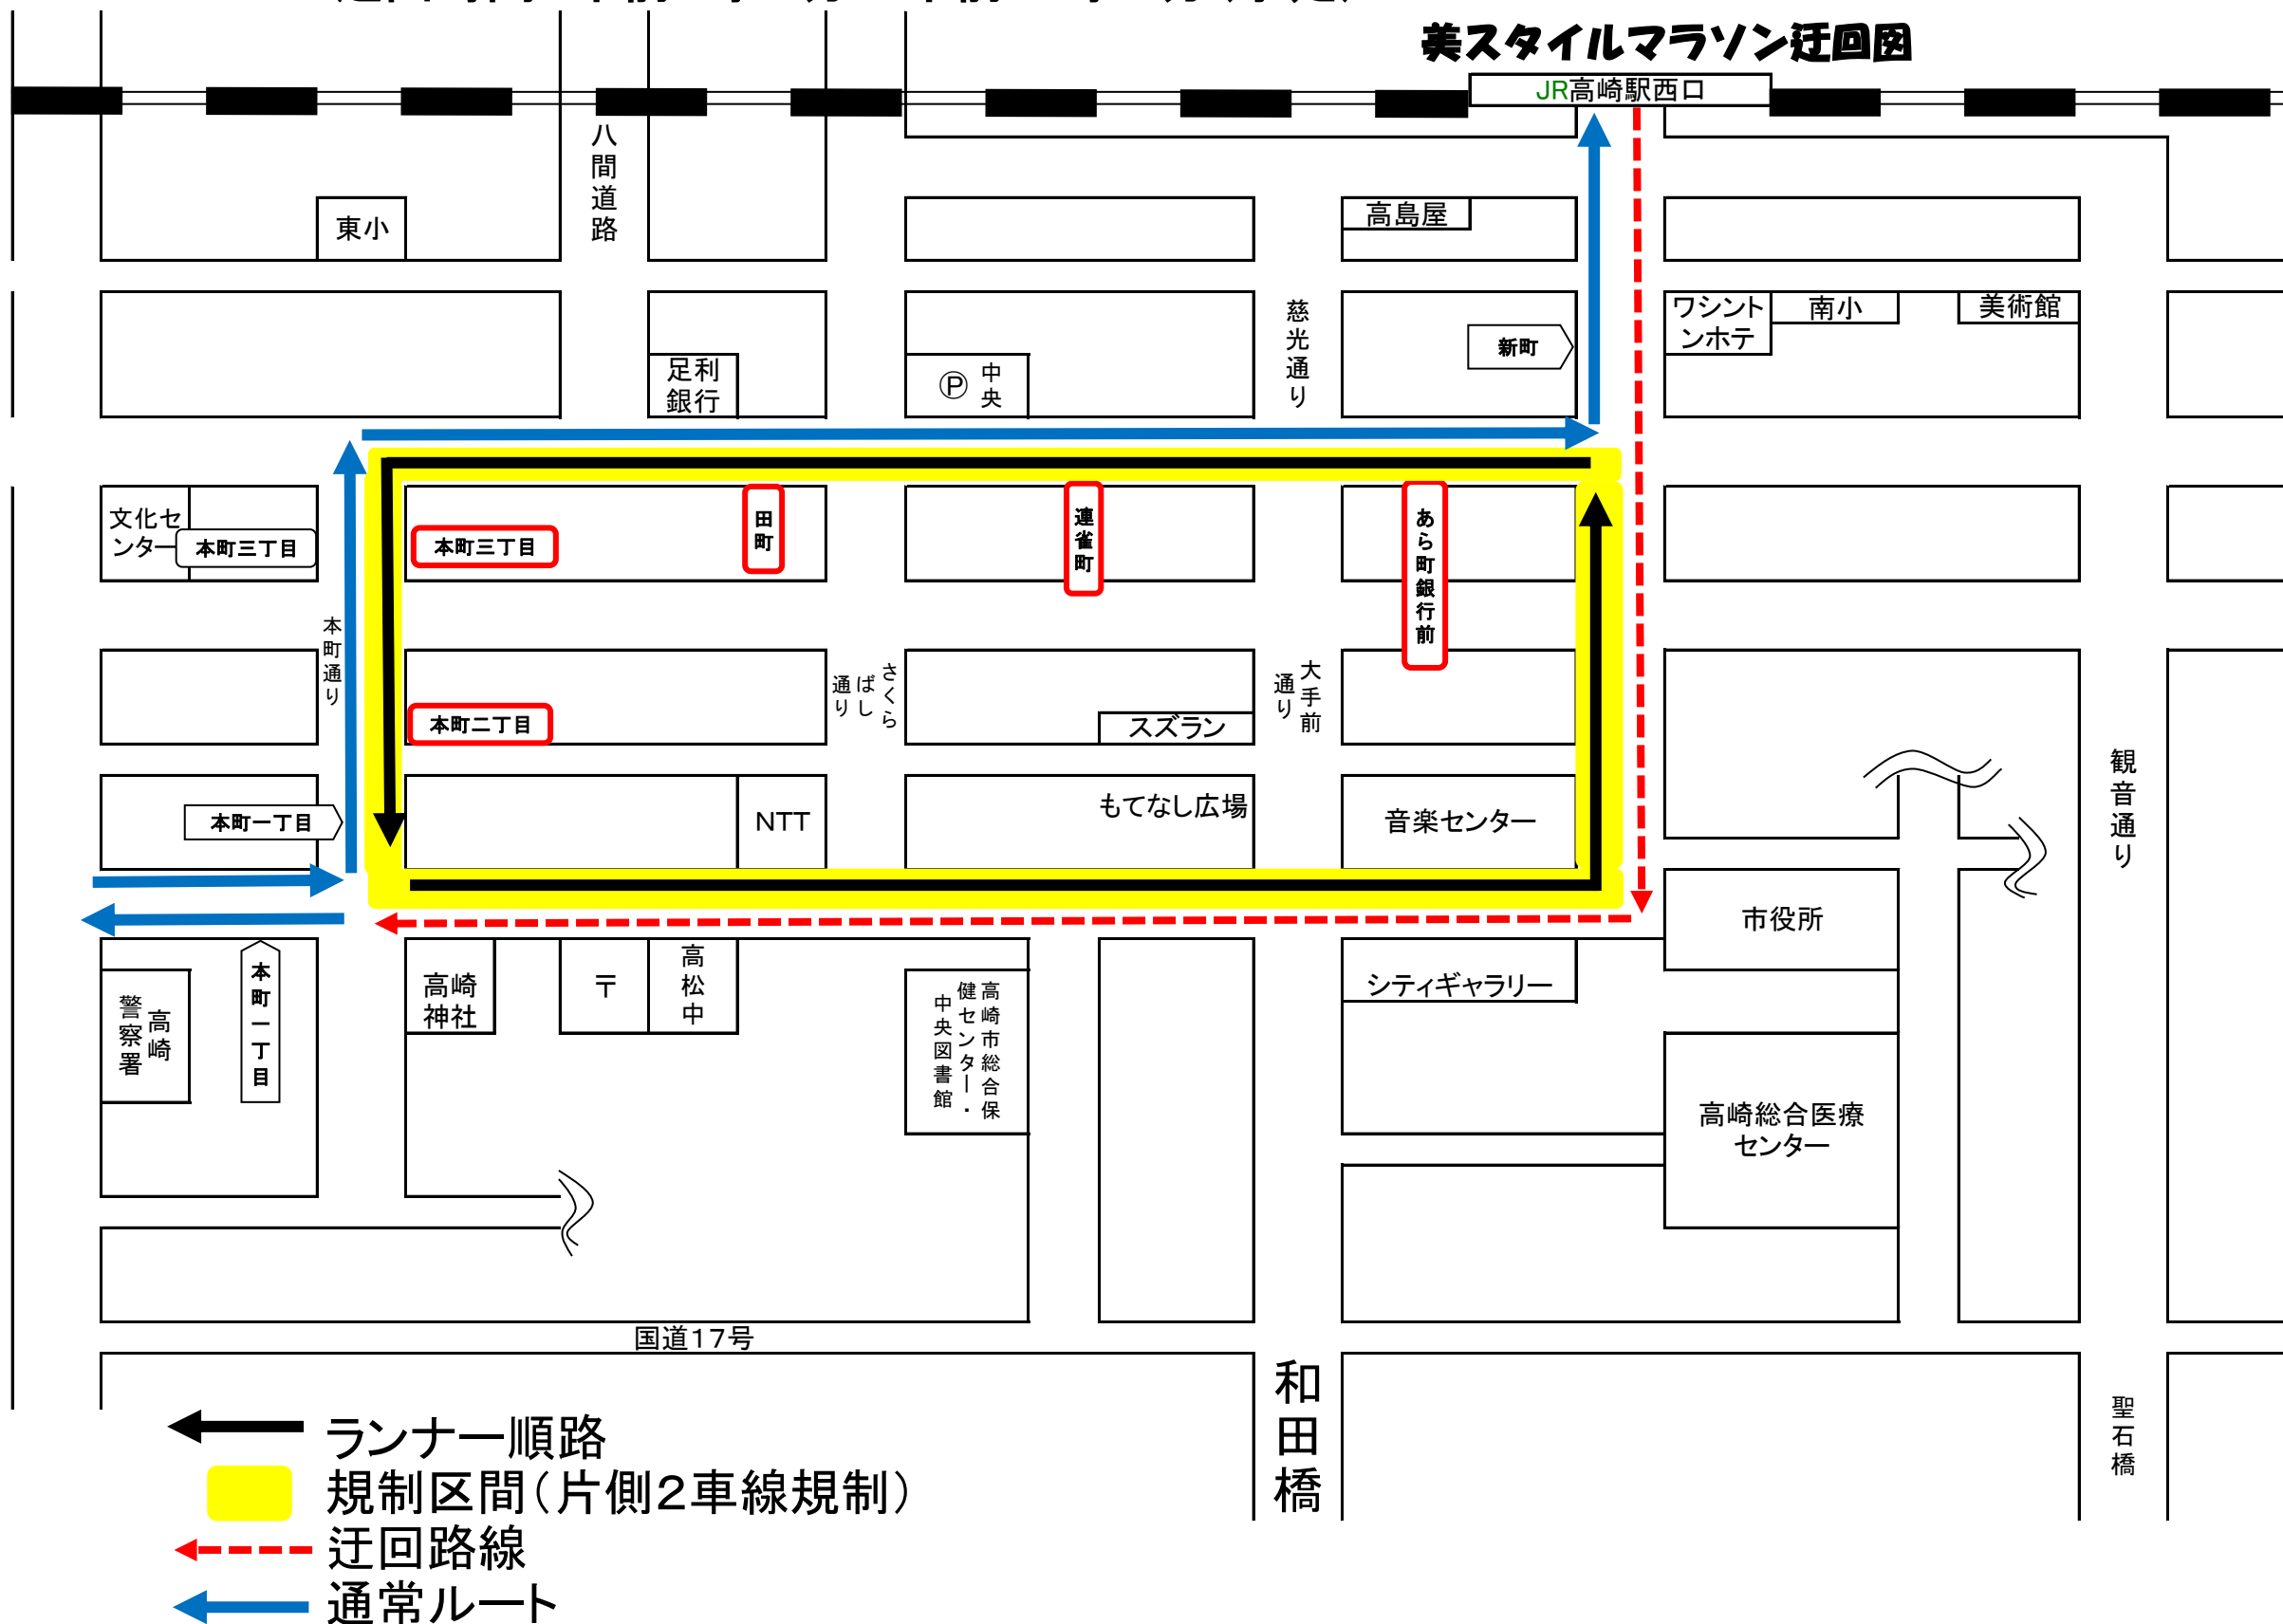 美スタイルマラソン迂回図
JR高崎駅西口
八間道路
東小
高島屋
慈光通り
新町
ワシント
ンホテ
南小
美術館
足利
銀行
Ⓟ
中央
文化セ
ンター
本町三丁目
本町三丁目
田町
連雀町
あら町銀行前
本町通り
本町二丁目
さくら
ばし
通り
スズラン
大手前
通り
観音通り
本町一丁目
NTT
もてなし広場
音楽センター
市役所
高崎
警察署
本町一丁目
高崎
神社
〒
高松中
高崎市総合保
健センター・
中央図書館
シティギャラリー
高崎総合医療
センター
国道17号
和田橋
聖石橋
ランナー順路
規制区間(片側2車線規制)
迂回路線
通常ルート